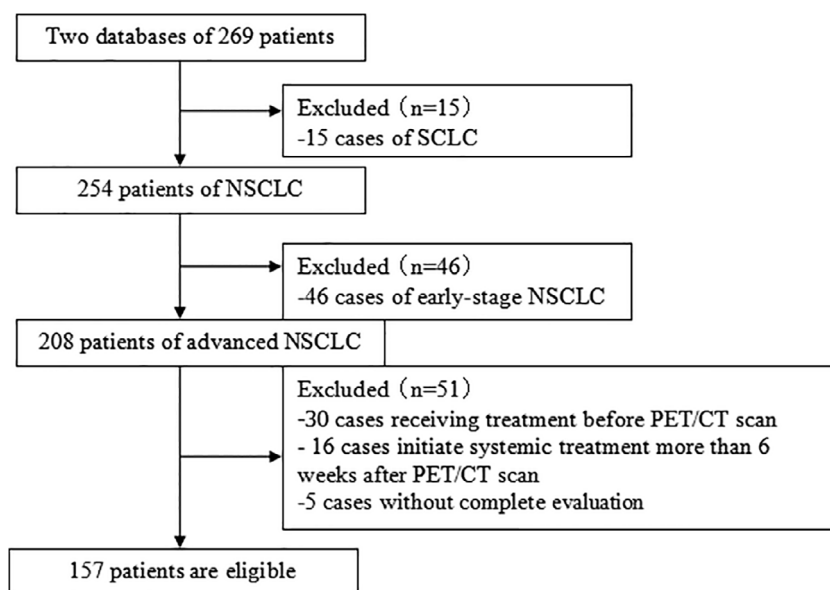 Two databases of 269 patients
Excluded（n=15）
-15 cases of SCLC
254 patients of NSCLC
Excluded（n=46）
-46 cases of early-stage NSCLC
208 patients of advanced NSCLC
Excluded（n=51）
-30 cases receiving treatment before PET/CT scan
- 16 cases initiate systemic treatment more than 6
weeks after PET/CT scan
-5 cases without complete evaluation
157 patients are eligible